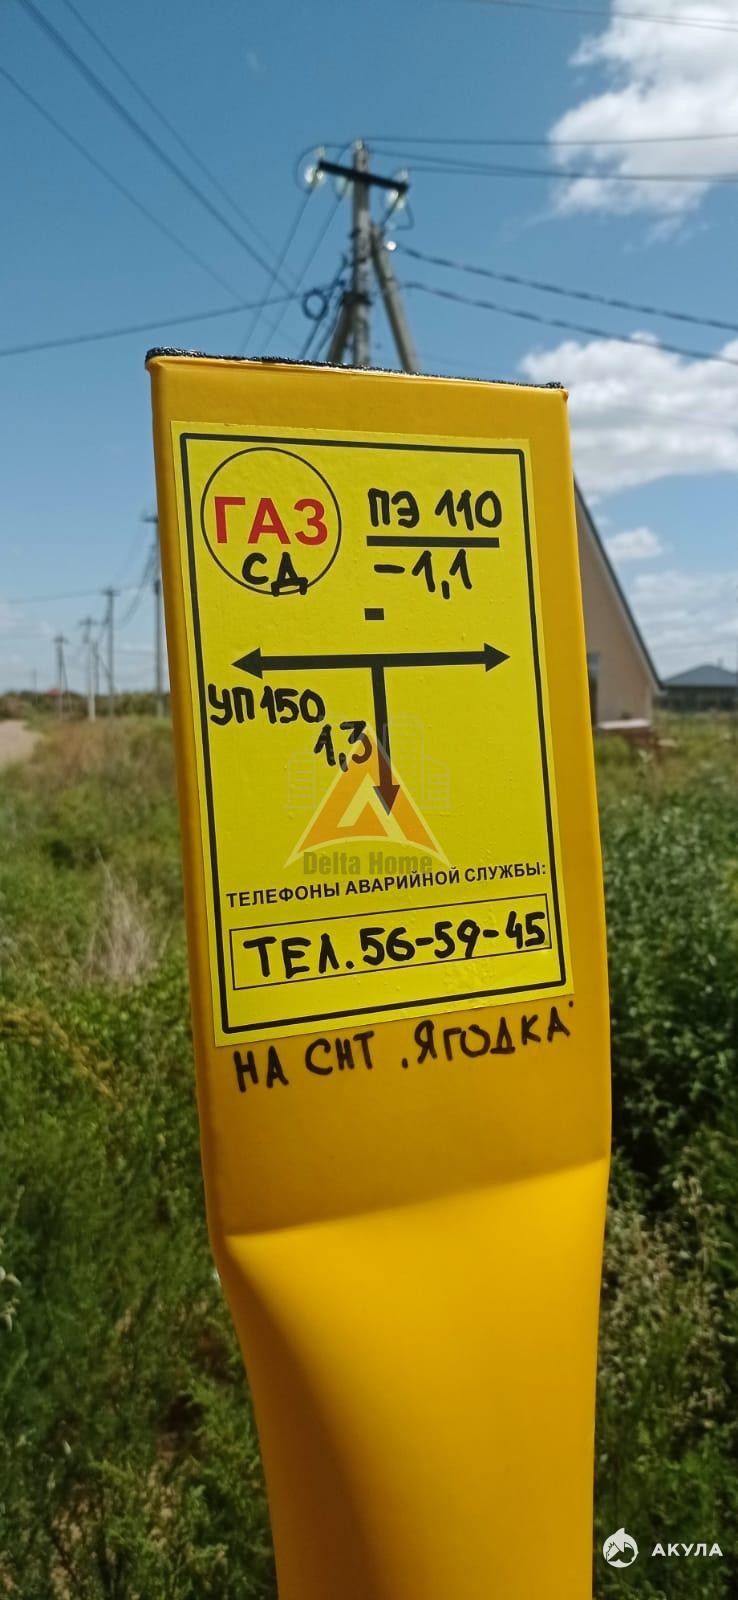 ГАЗ
СД
ПЭ 110
-1,1
-
УП150
1,3
Delta Home
ТЕЛЕФОНЫ АВАРИЙНОЙ СЛУЖБЫ:
ТЕЛ. 56-59-45
НА СНТ "ЯГОДКА"
АКУЛА